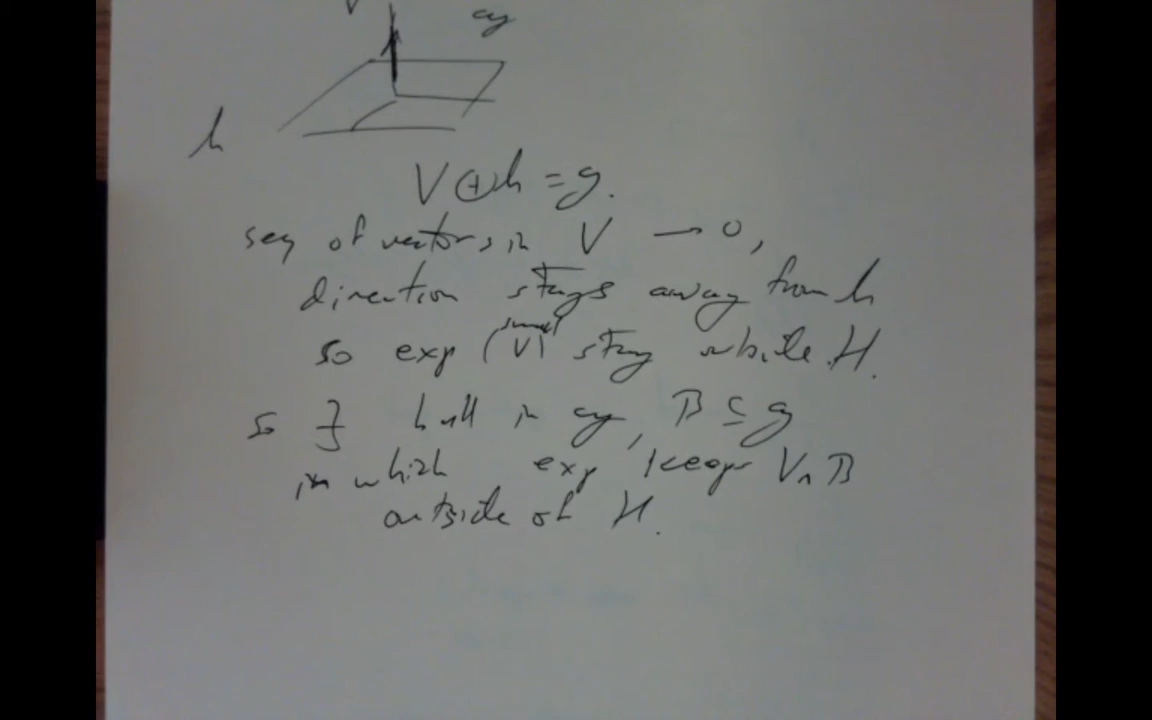 V
g
h
V ⊕ h = g.
seq of vectors in V → 0,
direction stays away from h
so exp (small V) stay outside H.
so ∃ ball in g, B ⊆ g
in which exp keeps V ∩ B
outside of H.